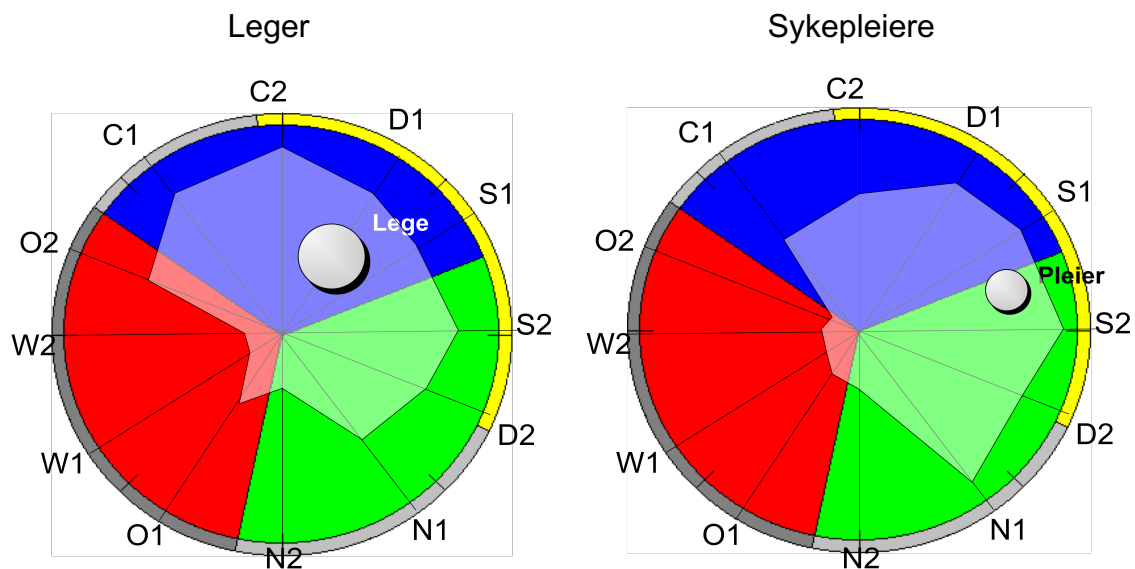 Leger
C2
D1
C1
S1
Lege
O2
S2
W2
D2
W1
N1
O1
N2
Sykepleiere
C2
D1
C1
S1
O2
Pleier
S2
W2
D2
W1
N1
O1
N2